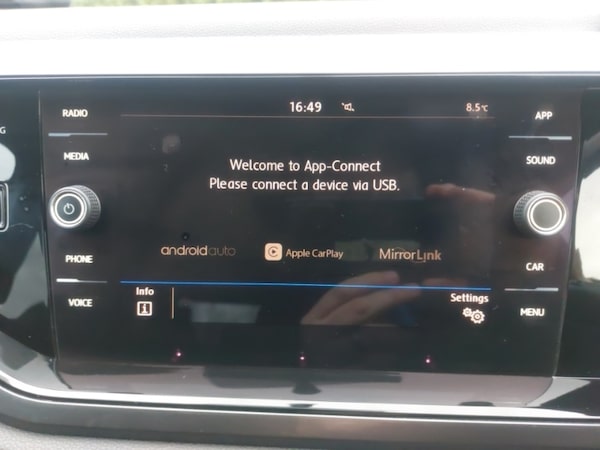 16:49 8.5°C
RADIO
MEDIA
PHONE
VOICE
Welcome to App-Connect
Please connect a device via USB.
androidauto Apple CarPlay MirrorLink
Info Settings
APP
SOUND
CAR
MENU